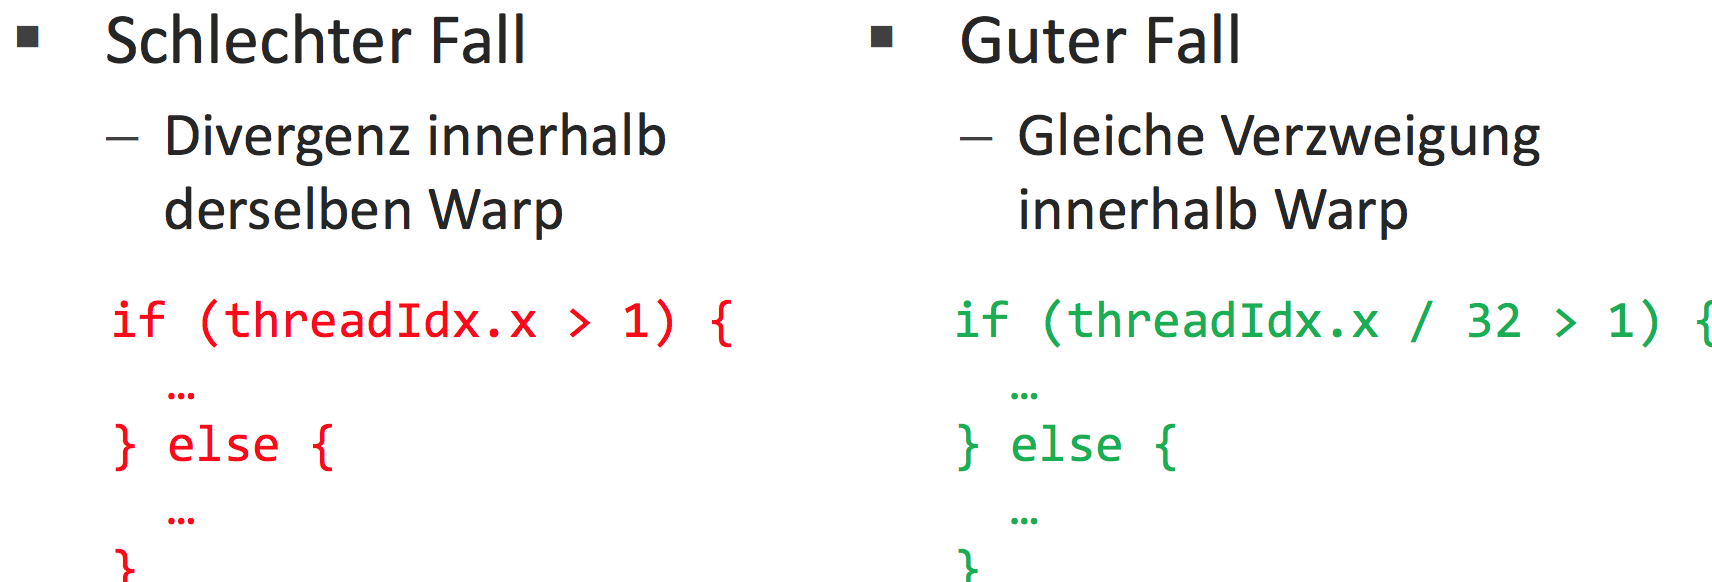 ▪ Schlechter Fall
– Divergenz innerhalb
derselben Warp
if (threadIdx.x > 1) {
…
} else {
…
}
▪ Guter Fall
– Gleiche Verzweigung
innerhalb Warp
if (threadIdx.x / 32 > 1) {
…
} else {
…
}